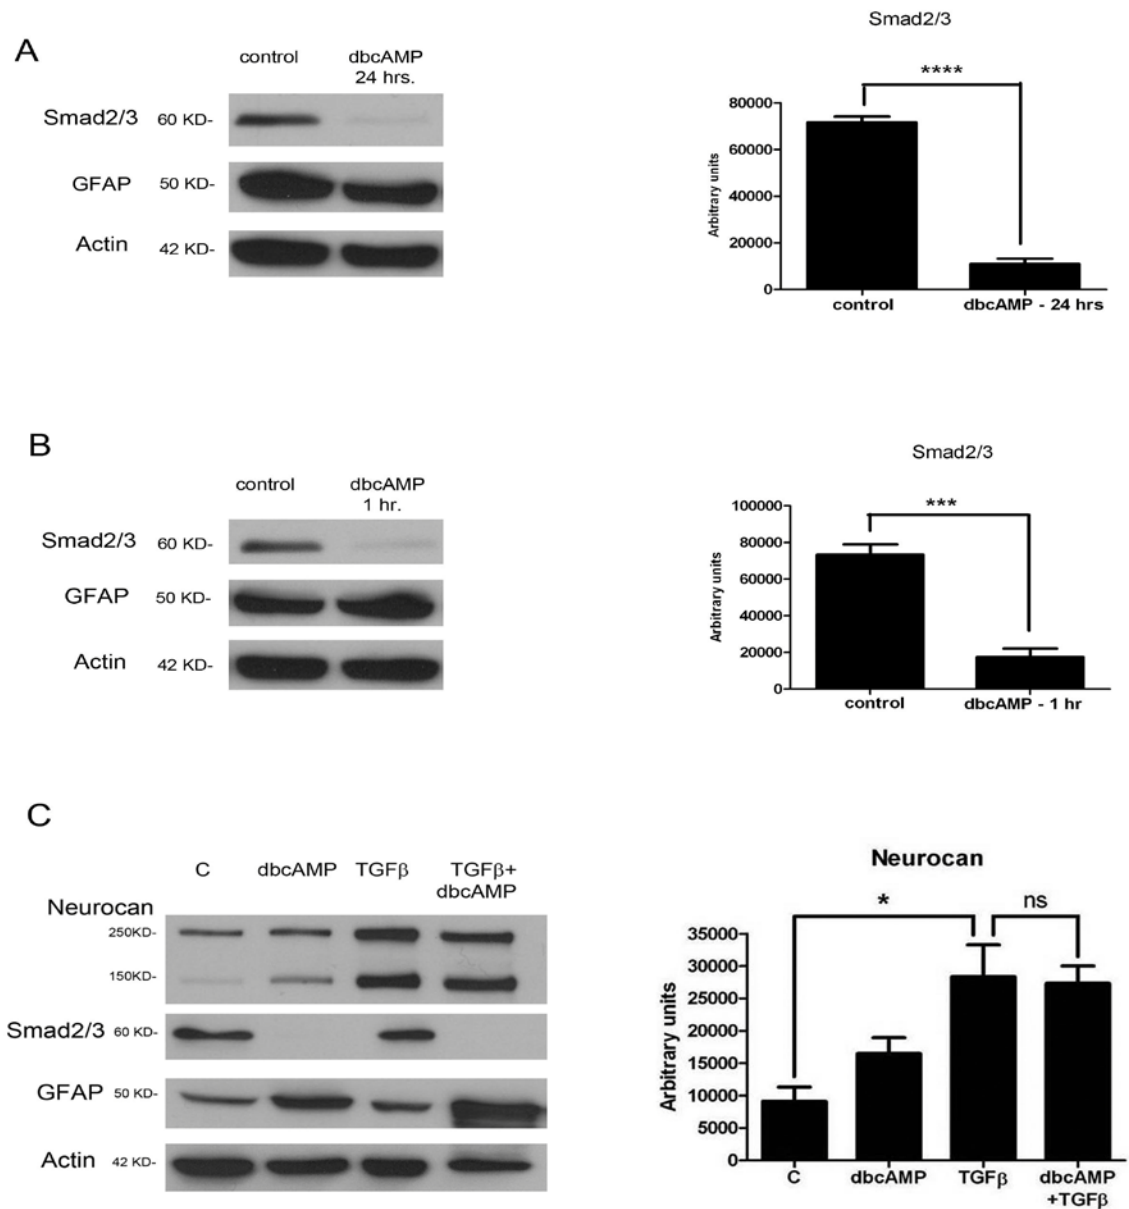 A
control dbcAMP
24 hrs.
Smad2/3 60 KD-
GFAP 50 KD-
Actin 42 KD-
Smad2/3
****
80000
60000
40000
20000
0
Arbitrary units
control dbcAMP - 24 hrs
B
control dbcAMP
1 hr.
Smad2/3 60 KD-
GFAP 50 KD-
Actin 42 KD-
Smad2/3
***
100000
80000
60000
40000
20000
0
Arbitrary units
control dbcAMP - 1 hr
C
C dbcAMP TGFβ TGFβ+
dbcAMP
Neurocan
250KD-
150KD-
Smad2/3 60 KD-
GFAP 50 KD-
Actin 42 KD-
Neurocan
* ns
35000
30000
25000
20000
15000
10000
5000
0
Arbitrary units
C dbcAMP TGFβ dbcAMP
+TGFβ